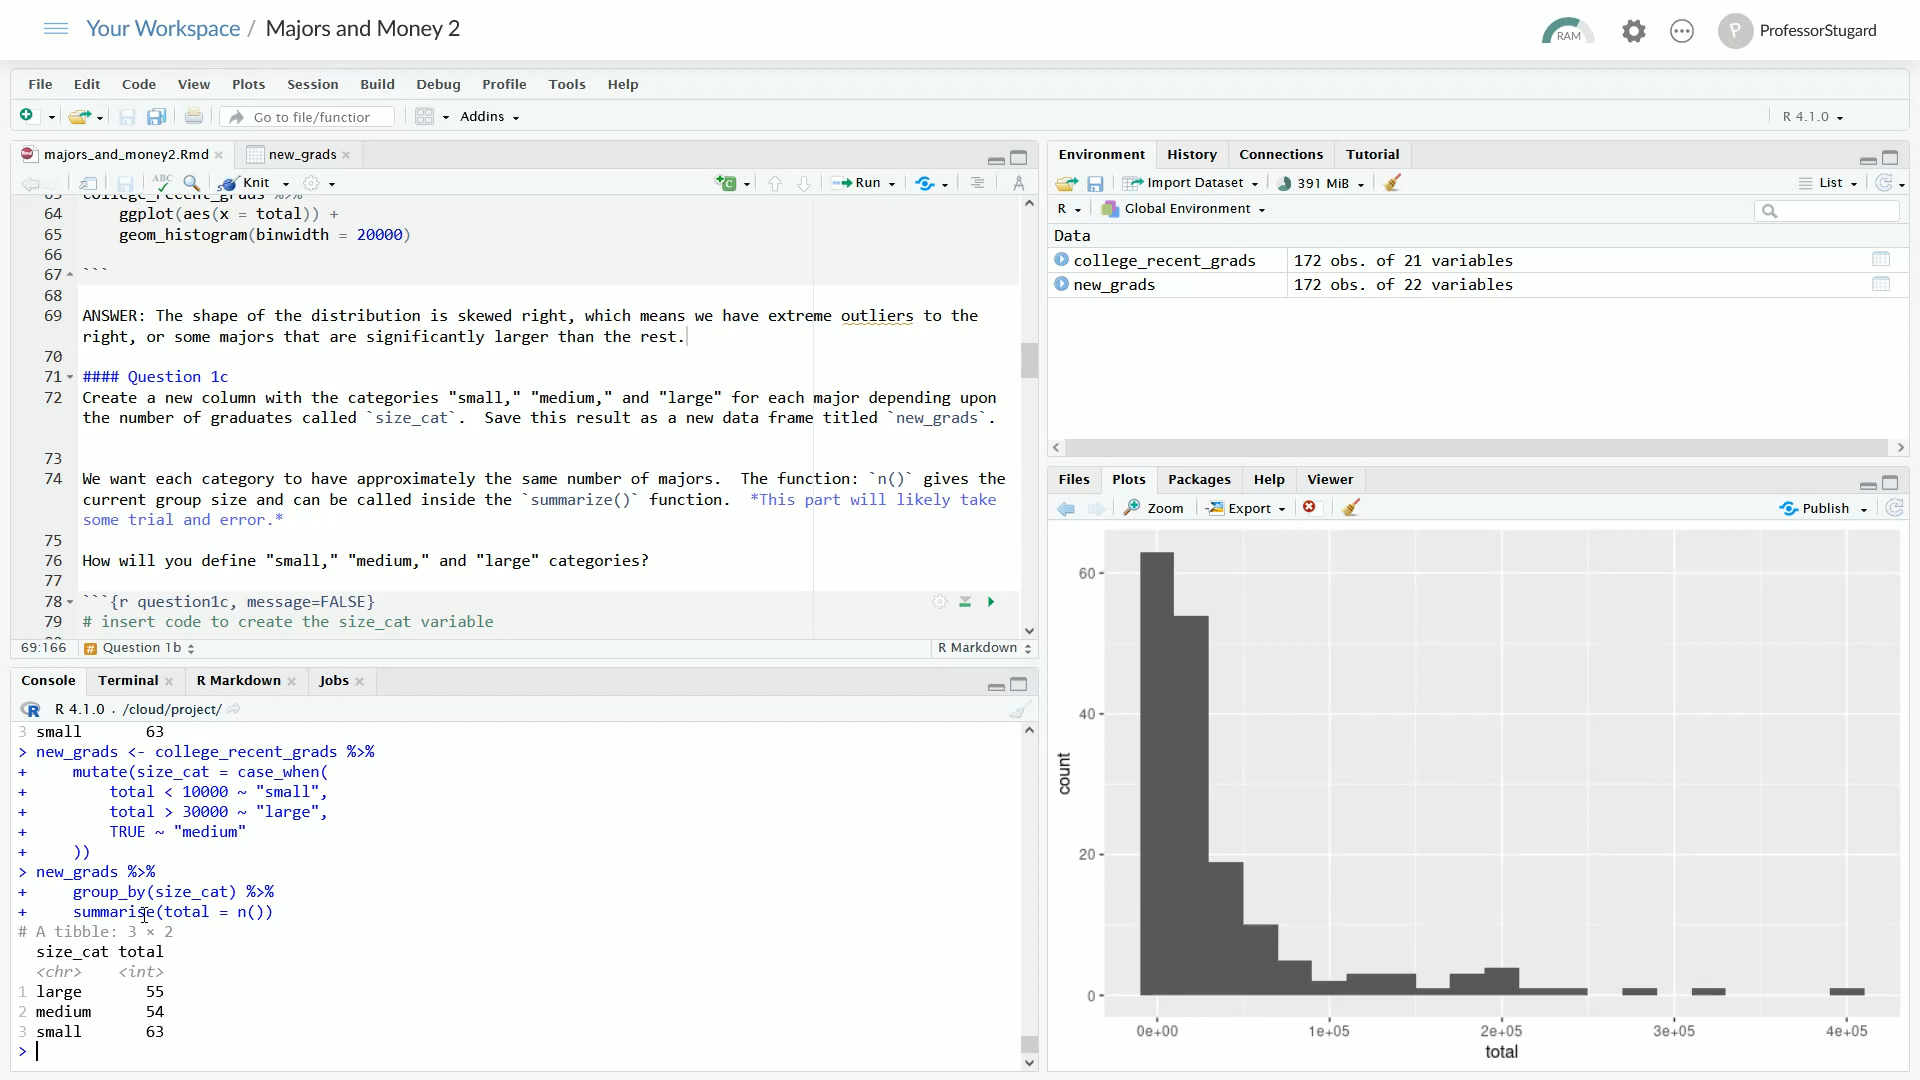 Your Workspace / Majors and Money 2
RAM
P ProfessorStugard
File Edit Code View Plots Session Build Debug Profile Tools Help
Go to file/function
Addins
R 4.1.0
majors_and_money2.Rmd
new_grads
ABC
Knit
Run
64 ggplot(aes(x = total)) +
65 geom_histogram(binwidth = 20000)
66
67 ```
68
69 ANSWER: The shape of the distribution is skewed right, which means we have extreme outliers to the
right, or some majors that are significantly larger than the rest.
70
71 #### Question 1c
72 Create a new column with the categories "small," "medium," and "large" for each major depending upon
the number of graduates called `size_cat`.  Save this result as a new data frame titled `new_grads`.
73
74 We want each category to have approximately the same number of majors.  The function: `n()` gives the
current group size and can be called inside the `summarize()` function.  *This part will likely take
some trial and error.*
75
76 How will you define "small," "medium," and "large" categories?
77
78 ```{r question1c, message=FALSE}
79 # insert code to create the size_cat variable
69:166 # Question 1b
R Markdown
Console Terminal R Markdown Jobs
R 4.1.0 . /cloud/project/
3 small 63
> new_grads <- college_recent_grads %>%
+ mutate(size_cat = case_when(
+ total < 10000 ~ "small",
+ total > 30000 ~ "large",
+ TRUE ~ "medium"
+ ))
> new_grads %>%
+ group_by(size_cat) %>%
+ summarise(total = n())
# A tibble: 3 × 2
size_cat total
<chr> <int>
1 large 55
2 medium 54
3 small 63
>
Environment History Connections Tutorial
Import Dataset
391 MiB
List
R
Global Environment
Data
college_recent_grads 172 obs. of 21 variables
new_grads 172 obs. of 22 variables
Files Plots Packages Help Viewer
Zoom
Export
Publish
60
40
20
0
count
0e+00 1e+05 2e+05 3e+05 4e+05
total